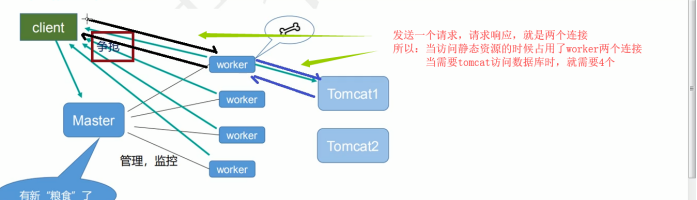 client
争抢
发送一个请求，请求响应，就是两个连接
所以：当访问静态资源的时候占用了worker两个连接
当需要tomcat访问数据库时，就需要4个
worker
Tomcat1
worker
Master
worker
Tomcat2
管理，监控
worker
有新“粮食”了